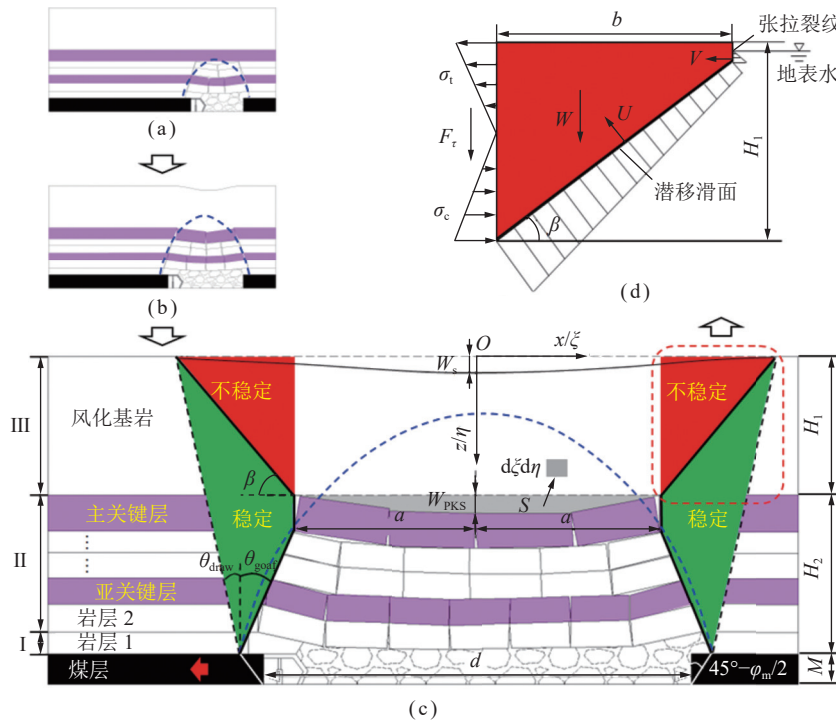 (a)
(b)
b
张拉裂纹
地表水
V
σt
Fτ
W
U
H1
潜移滑面
σc
β
(d)
O
x/ξ
Ws
不稳定
不稳定
III
风化基岩
z/η
H1
dξdη
β
WPKS
S
主关键层
稳定
a
a
稳定
II
θdraw
θgoaf
H2
亚关键层
岩层 2
I
岩层 1
煤层
d
45°−φm/2
M
(c)